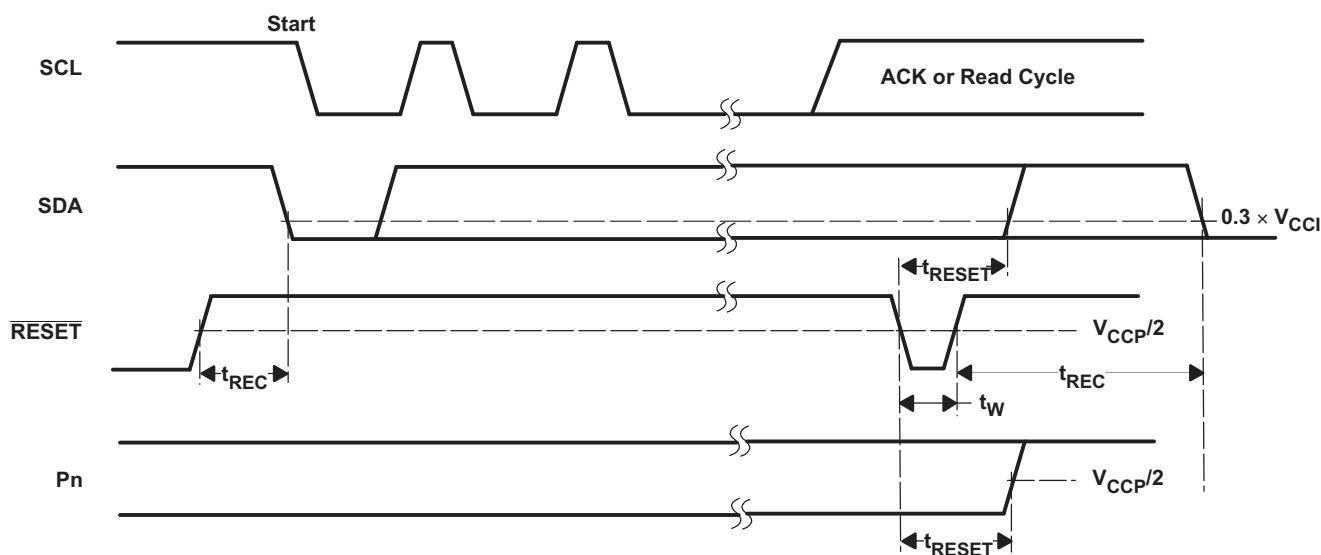 Start
SCL
ACK or Read Cycle
SDA
0.3 × VCCI
tRESET
RESET
VCCP/2
tREC
tREC
tW
Pn
VCCP/2
tRESET